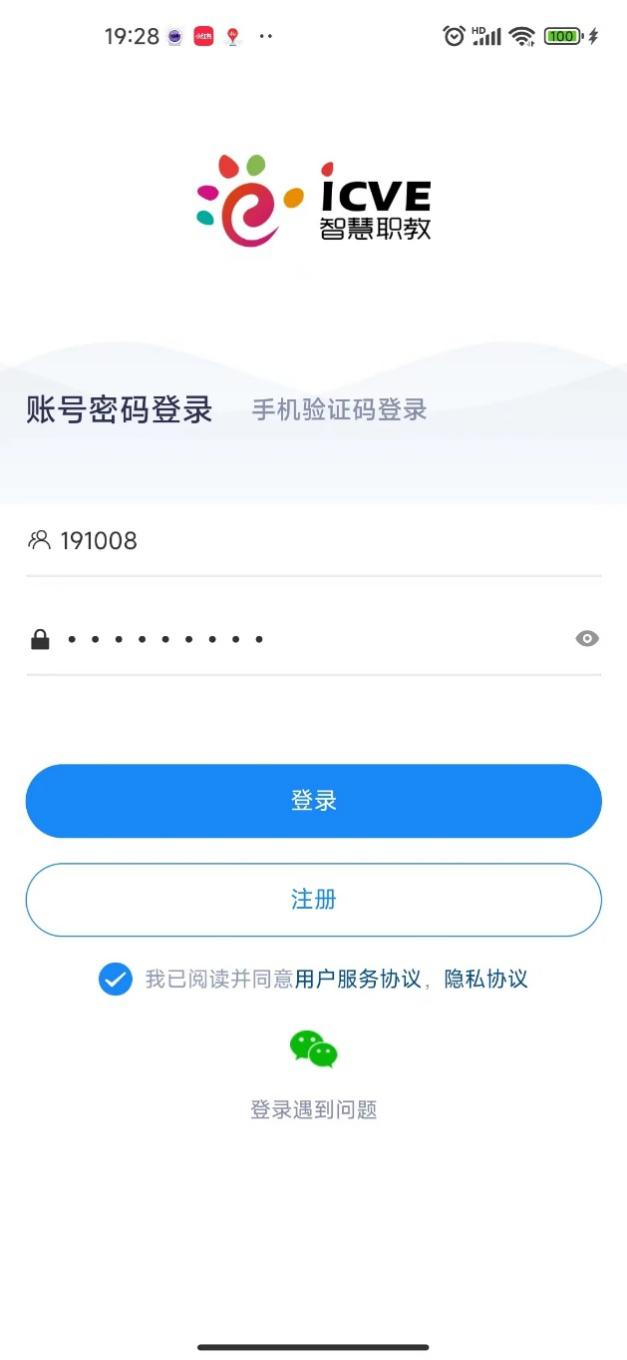 19:28
HD
100
iCVE
智慧职教
账号密码登录 手机验证码登录
191008
登录
注册
我已阅读并同意用户服务协议，隐私协议
登录遇到问题